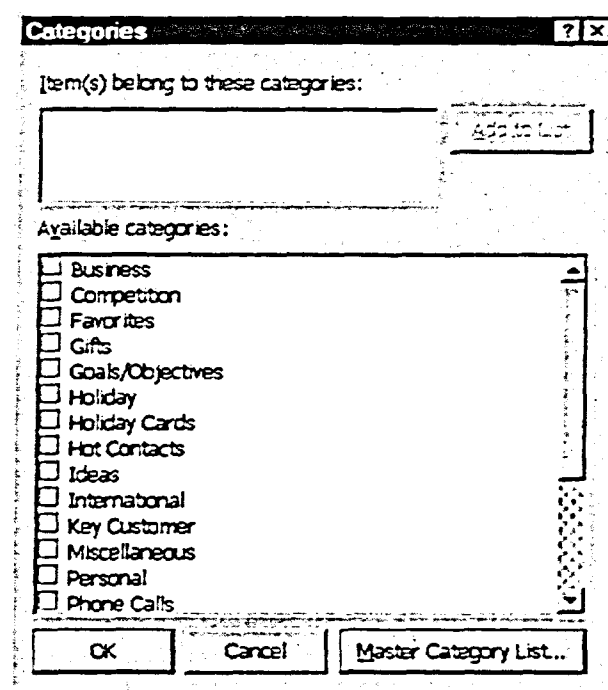 Categories
Item(s) belong to these categories:
Add to List
Available categories:
Business
Competition
Favorites
Gifts
Goals/Objectives
Holiday
Holiday Cards
Hot Contacts
Ideas
International
Key Customer
Miscellaneous
Personal
Phone Calls
OK Cancel Master Category List...